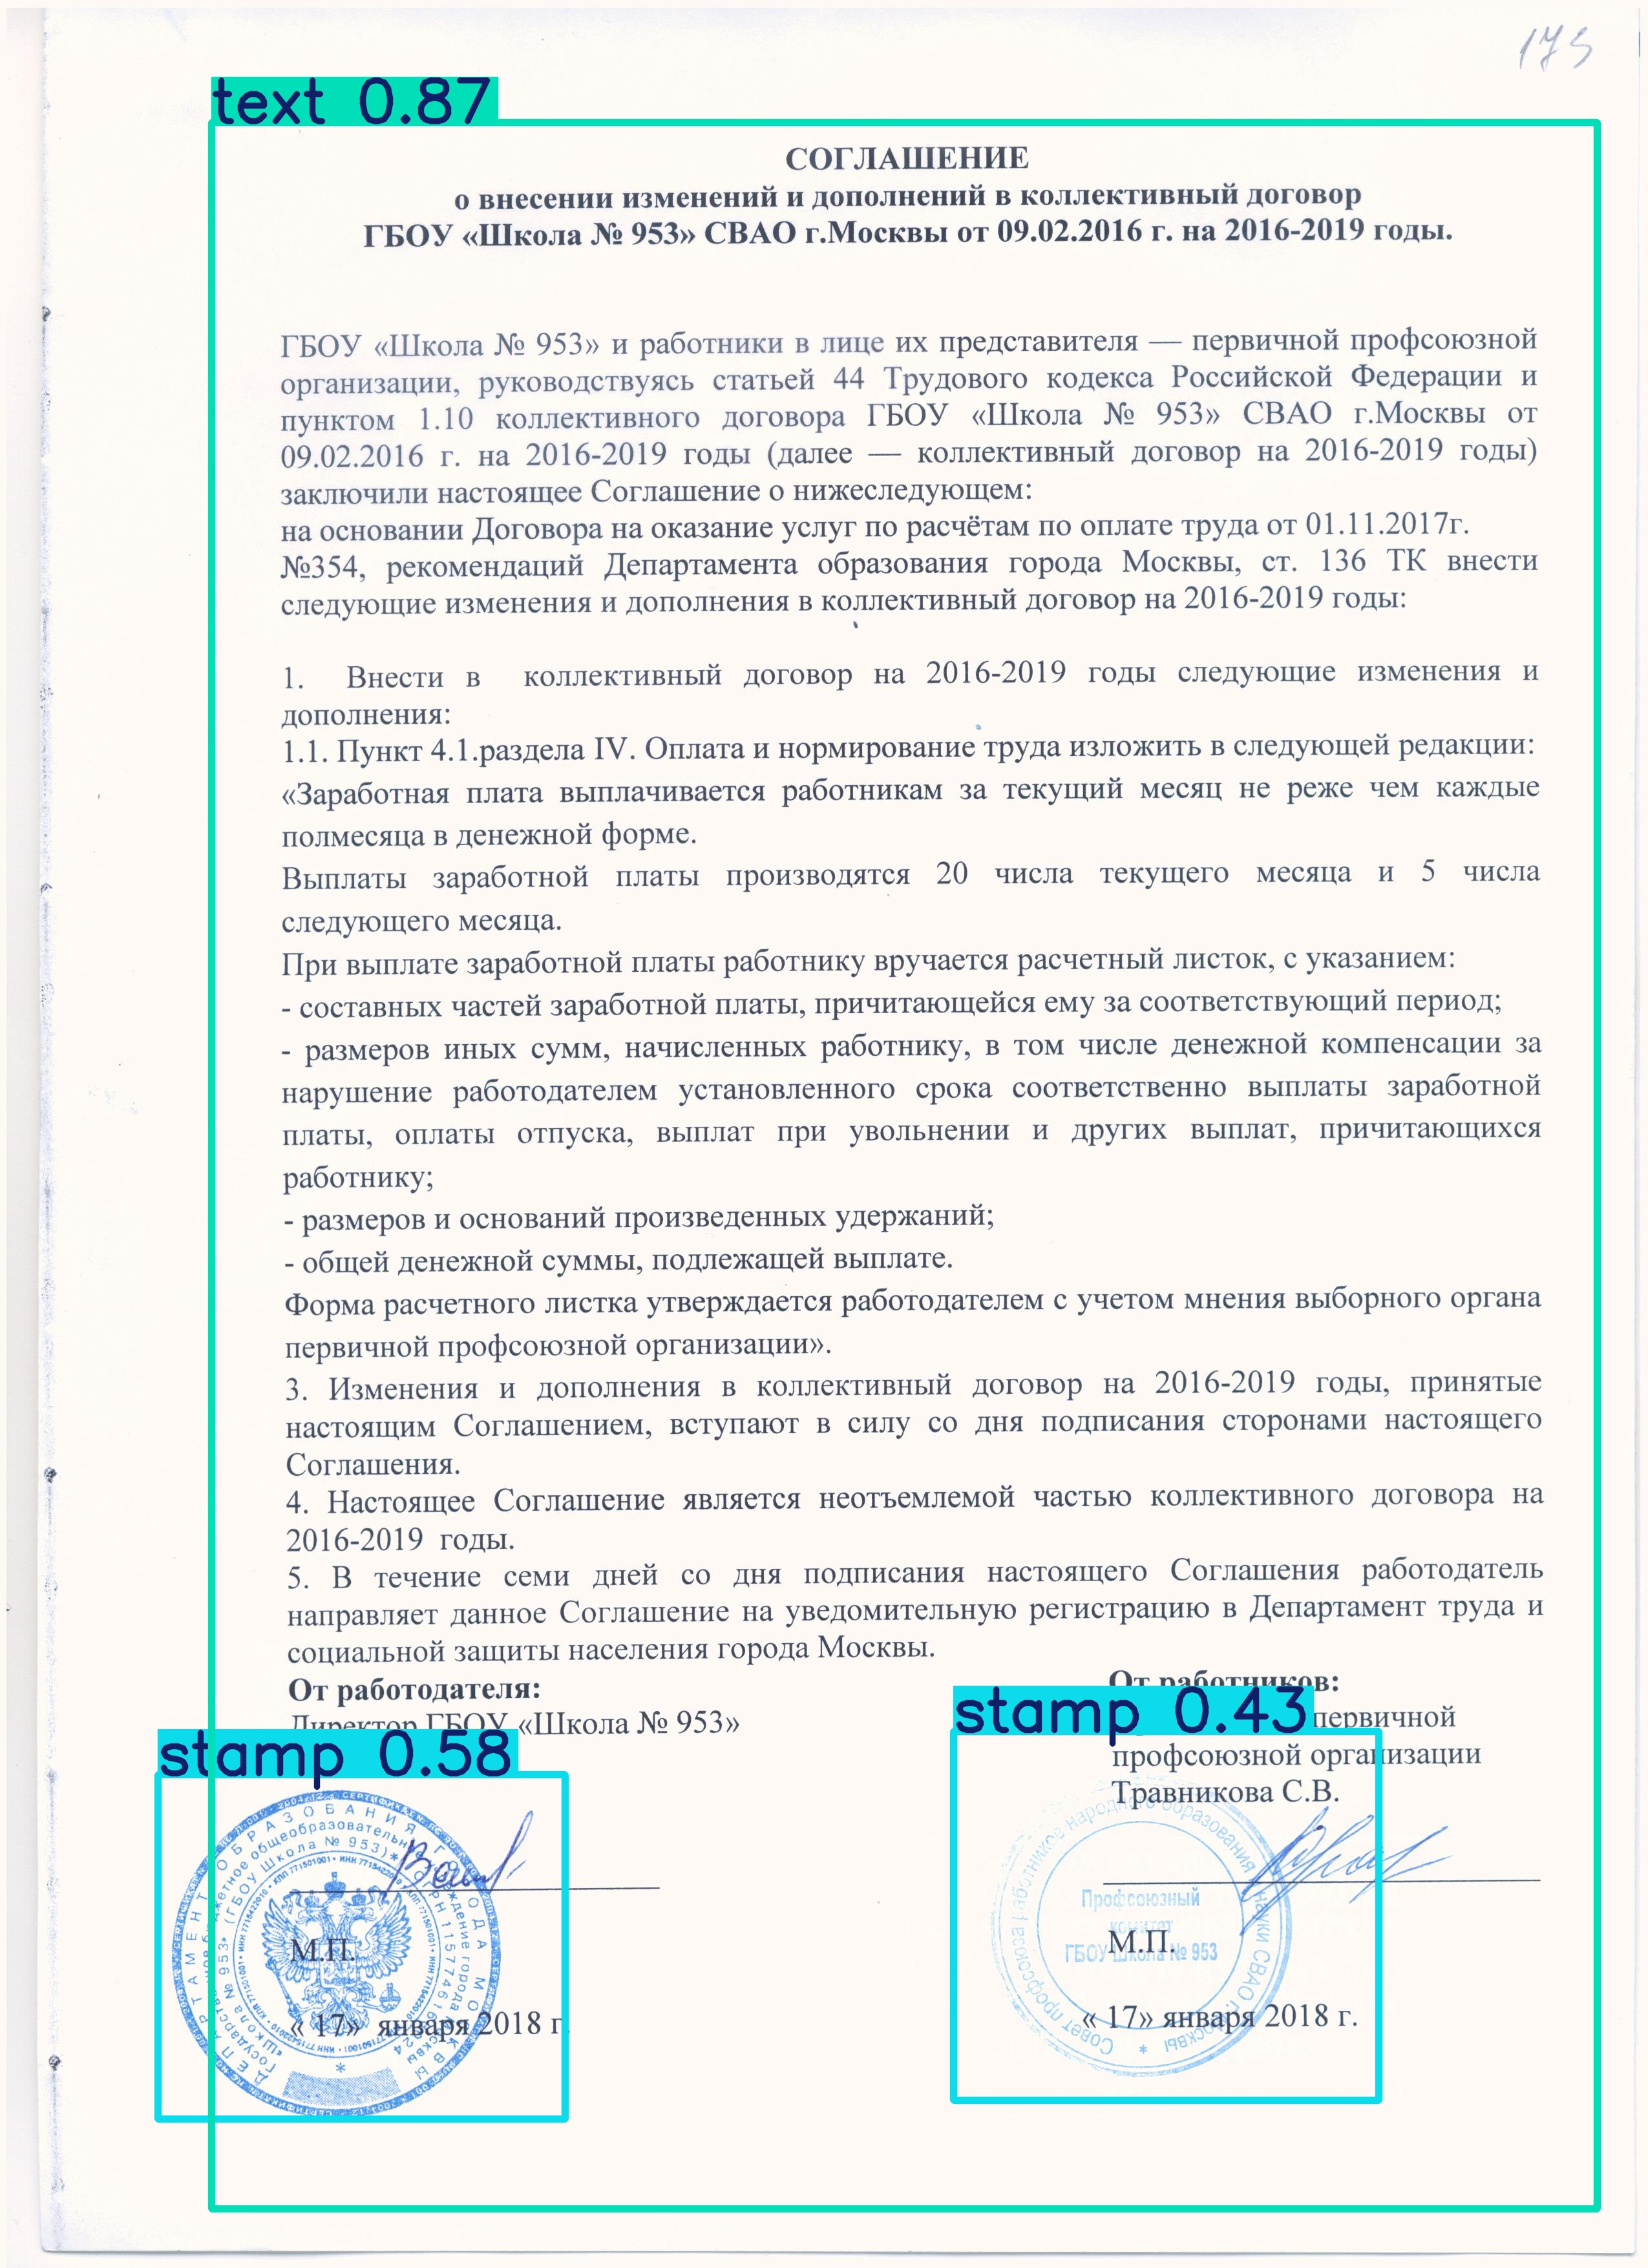 173
text 0.87
СОГЛАШЕНИЕ
о внесении изменений и дополнений в коллективный договор
ГБОУ «Школа № 953» СВАО г.Москвы от 09.02.2016 г. на 2016-2019 годы.
ГБОУ «Школа № 953» и работники в лице их представителя — первичной профсоюзной
организации, руководствуясь статьей 44 Трудового кодекса Российской Федерации и
пунктом 1.10 коллективного договора ГБОУ «Школа № 953» СВАО г.Москвы от
09.02.2016 г. на 2016-2019 годы (далее — коллективный договор на 2016-2019 годы)
заключили настоящее Соглашение о нижеследующем:
на основании Договора на оказание услуг по расчётам по оплате труда от 01.11.2017г.
№354, рекомендаций Департамента образования города Москвы, ст. 136 ТК внести
следующие изменения и дополнения в коллективный договор на 2016-2019 годы:
1. Внести в коллективный договор на 2016-2019 годы следующие изменения и
дополнения:
1.1. Пункт 4.1.раздела IV. Оплата и нормирование труда изложить в следующей редакции:
«Заработная плата выплачивается работникам за текущий месяц не реже чем каждые
полмесяца в денежной форме.
Выплаты заработной платы производятся 20 числа текущего месяца и 5 числа
следующего месяца.
При выплате заработной платы работнику вручается расчетный листок, с указанием:
- составных частей заработной платы, причитающейся ему за соответствующий период;
- размеров иных сумм, начисленных работнику, в том числе денежной компенсации за
нарушение работодателем установленного срока соответственно выплаты заработной
платы, оплаты отпуска, выплат при увольнении и других выплат, причитающихся
работнику;
- размеров и оснований произведенных удержаний;
- общей денежной суммы, подлежащей выплате.
Форма расчетного листка утверждается работодателем с учетом мнения выборного органа
первичной профсоюзной организации».
3. Изменения и дополнения в коллективный договор на 2016-2019 годы, принятые
настоящим Соглашением, вступают в силу со дня подписания сторонами настоящего
Соглашения.
4. Настоящее Соглашение является неотъемлемой частью коллективного договора на
2016-2019 годы.
5. В течение семи дней со дня подписания настоящего Соглашения работодатель
направляет данное Соглашение на уведомительную регистрацию в Департамент труда и
социальной защиты населения города Москвы.
От работодателя:
Директор ГБОУ «Школа № 953»
stamp 0.58
М.П.
« 17» января 2018 г.
От работников:
stamp 0.43
первичной
профсоюзной организации
Травникова С.В.
Совет профсоюза работников народного образования и науки СВАО г. Москвы
Профсоюзный
комитет
ГБОУ Школа № 953
М.П.
« 17» января 2018 г.